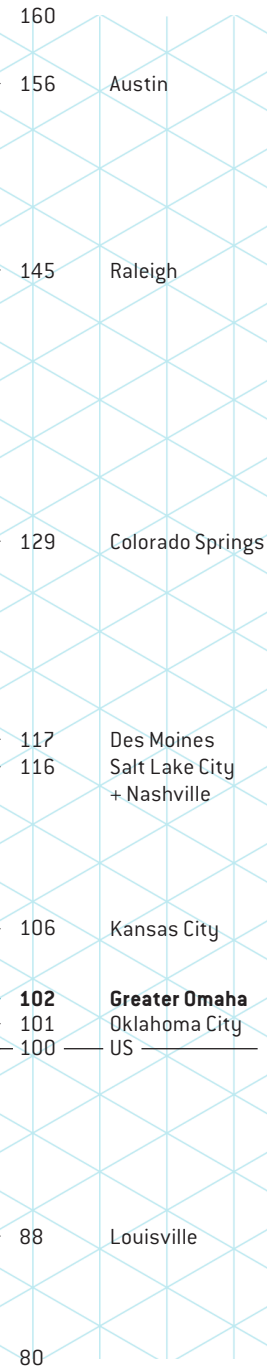 160
156 Austin
145 Raleigh
129 Colorado Springs
117 Des Moines
116 Salt Lake City
+ Nashville
106 Kansas City
102 Greater Omaha
101 Oklahoma City
100 US
88 Louisville
80